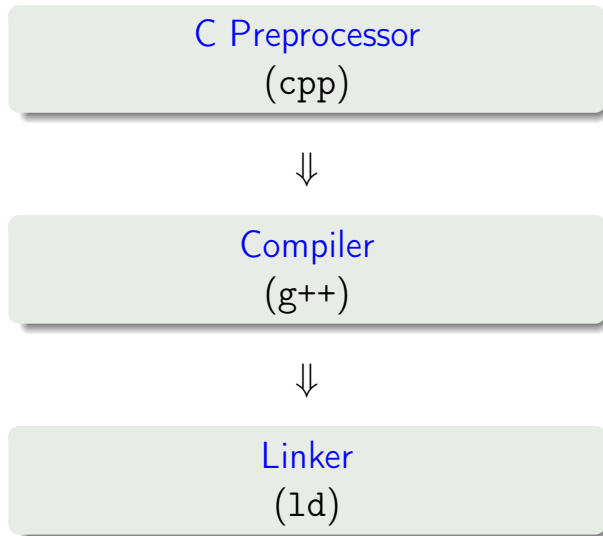 C Preprocessor
(cpp)
⇓
Compiler
(g++)
⇓
Linker
(ld)